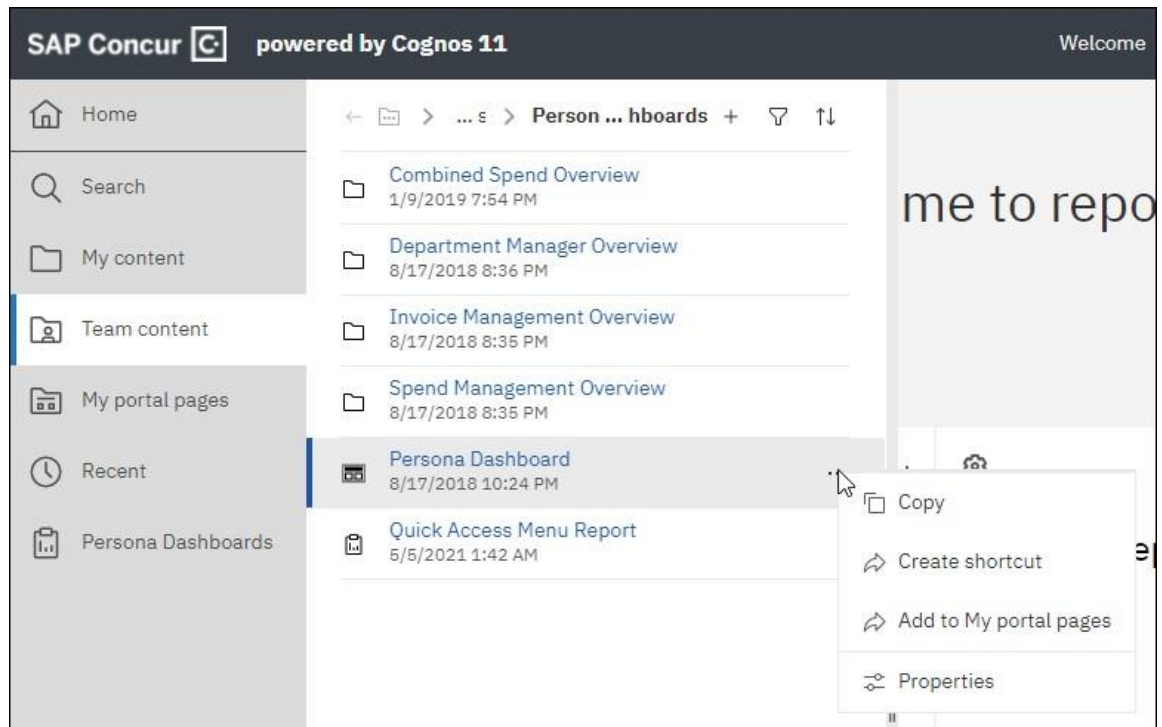 SAP Concur C powered by Cognos 11 Welcome
Home
Search
My content
Team content
My portal pages
Recent
Persona Dashboards
... s > Person ... hboards +
Combined Spend Overview
1/9/2019 7:54 PM
Department Manager Overview
8/17/2018 8:36 PM
Invoice Management Overview
8/17/2018 8:35 PM
Spend Management Overview
8/17/2018 8:35 PM
Persona Dashboard
8/17/2018 10:24 PM
Quick Access Menu Report
5/5/2021 1:42 AM
me to repo
Copy
Create shortcut
Add to My portal pages
Properties